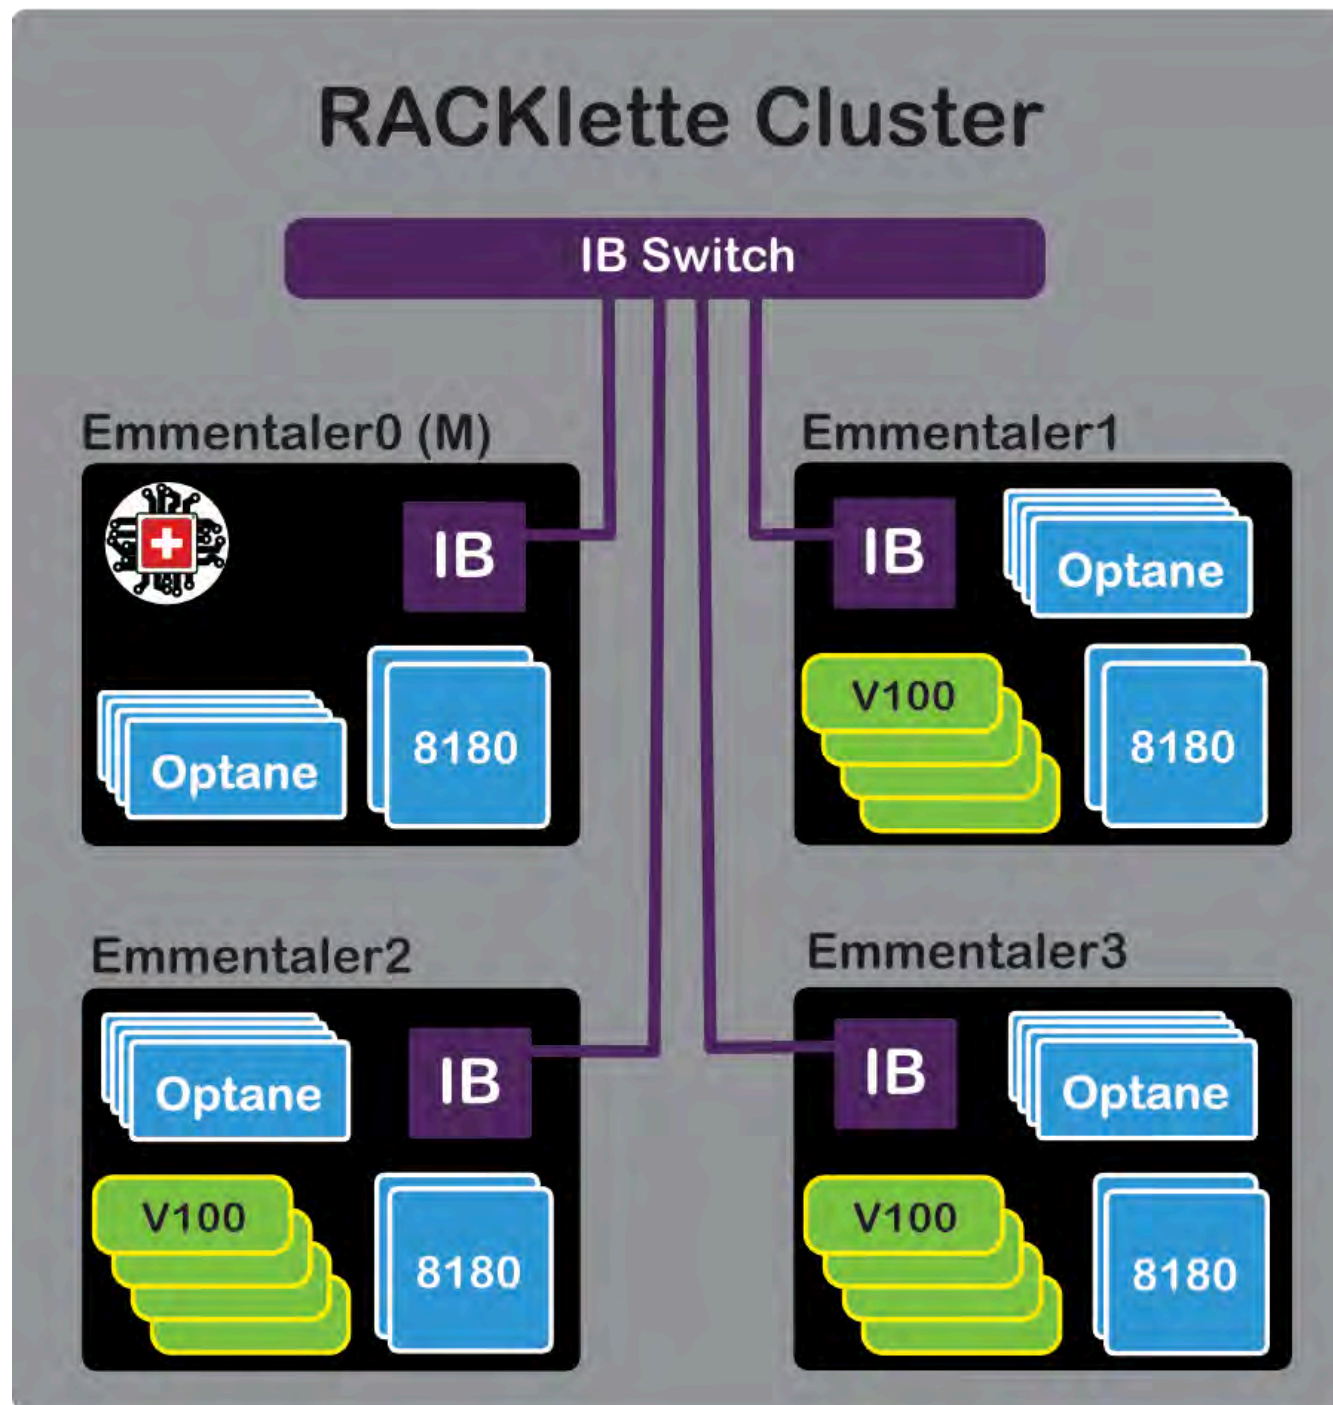 RACKlette Cluster
IB Switch
Emmentaler0 (M)
IB
Optane
8180
Emmentaler1
IB
Optane
V100
8180
Emmentaler2
Optane
IB
V100
8180
Emmentaler3
IB
Optane
V100
8180